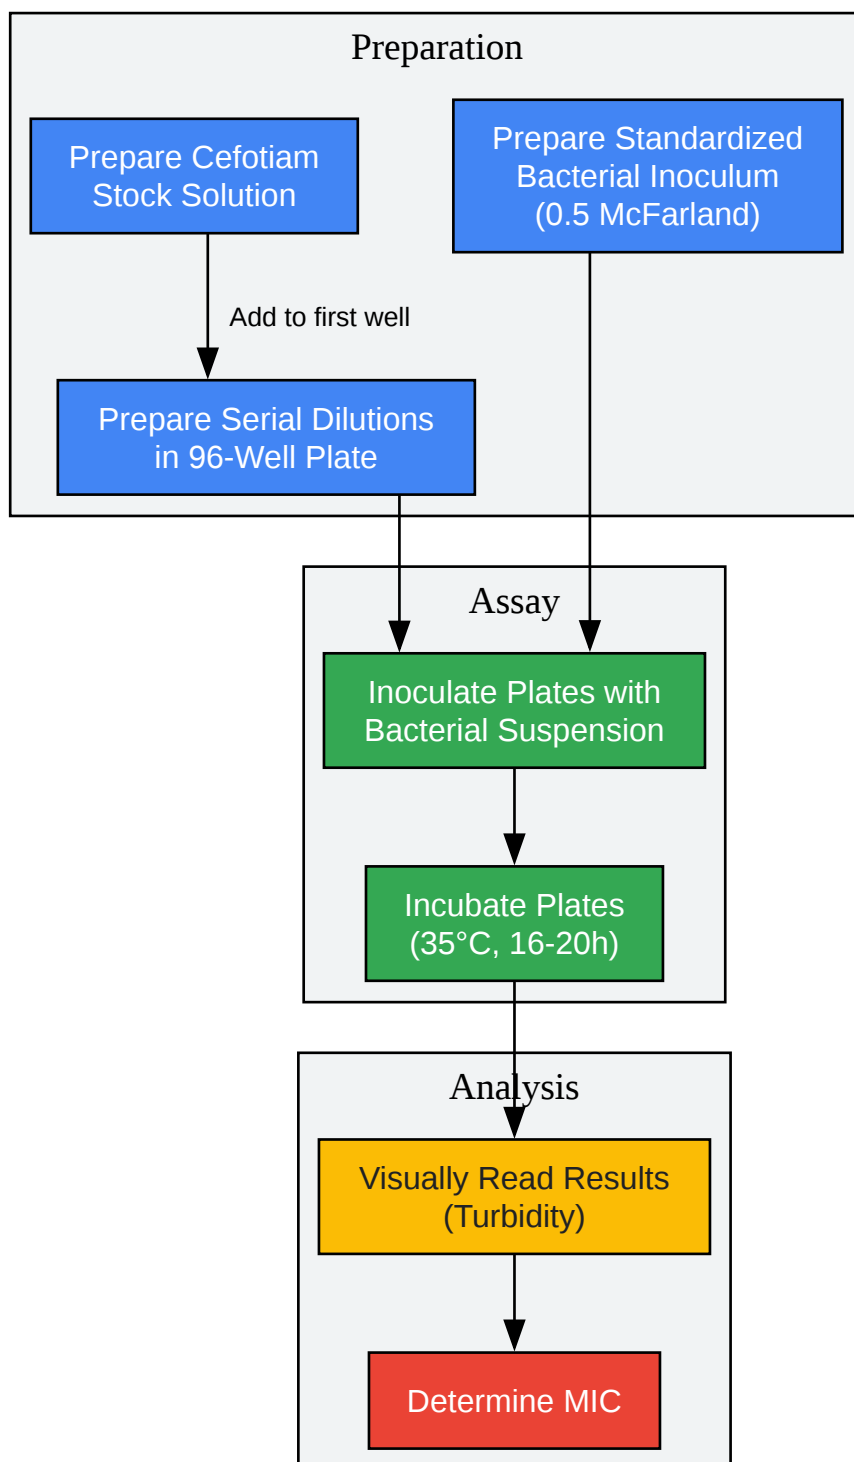 Preparation
Prepare Cefotiam
Stock Solution
Prepare Standardized
Bacterial Inoculum
(0.5 McFarland)
Add to first well
Prepare Serial Dilutions
in 96-Well Plate
Assay
Inoculate Plates with
Bacterial Suspension
Incubate Plates
(35°C, 16-20h)
Analysis
Visually Read Results
(Turbidity)
Determine MIC